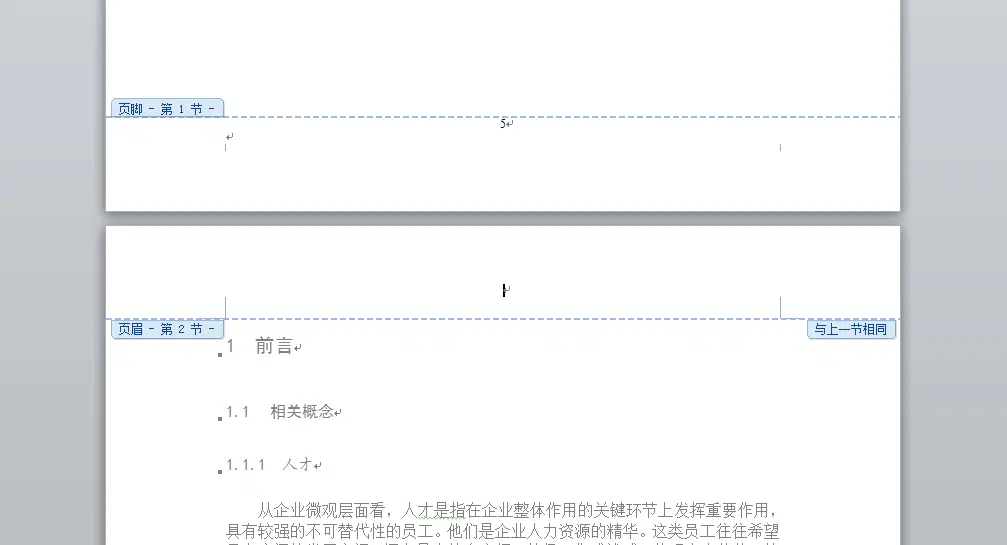 页脚 - 第 1 节 -
5
页眉 - 第 2 节 -
与上一节相同
1 前言
1.1 相关概念
1.1.1 人才
从企业微观层面看，人才是指在企业整体作用的关键环节上发挥重要作用，
具有较强的不可替代性的员工。他们是企业人力资源的精华。这类员工往往希望